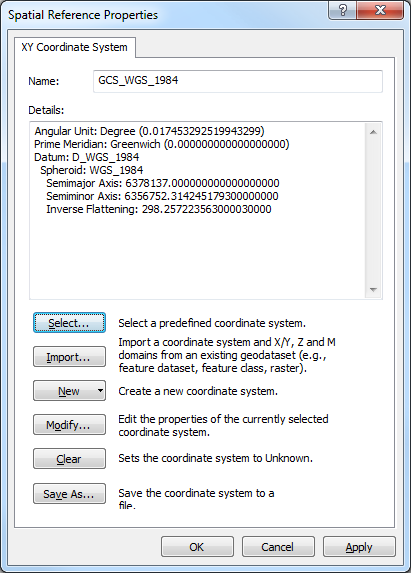 Spatial Reference Properties
XY Coordinate System
Name: GCS_WGS_1984
Details:
Angular Unit: Degree (0.017453292519943299)
Prime Meridian: Greenwich (0.000000000000000000)
Datum: D_WGS_1984
Spheroid: WGS_1984
Semimajor Axis: 6378137.000000000000000000
Semiminor Axis: 6356752.314245179300000000
Inverse Flattening: 298.257223563000030000
Select... Select a predefined coordinate system.
Import a coordinate system and X/Y, Z and M
Import... domains from an existing geodataset (e.g.,
feature dataset, feature class, raster).
New Create a new coordinate system.
Modify... Edit the properties of the currently selected
coordinate system.
Clear Sets the coordinate system to Unknown.
Save As... Save the coordinate system to a
file.
OK Cancel Apply